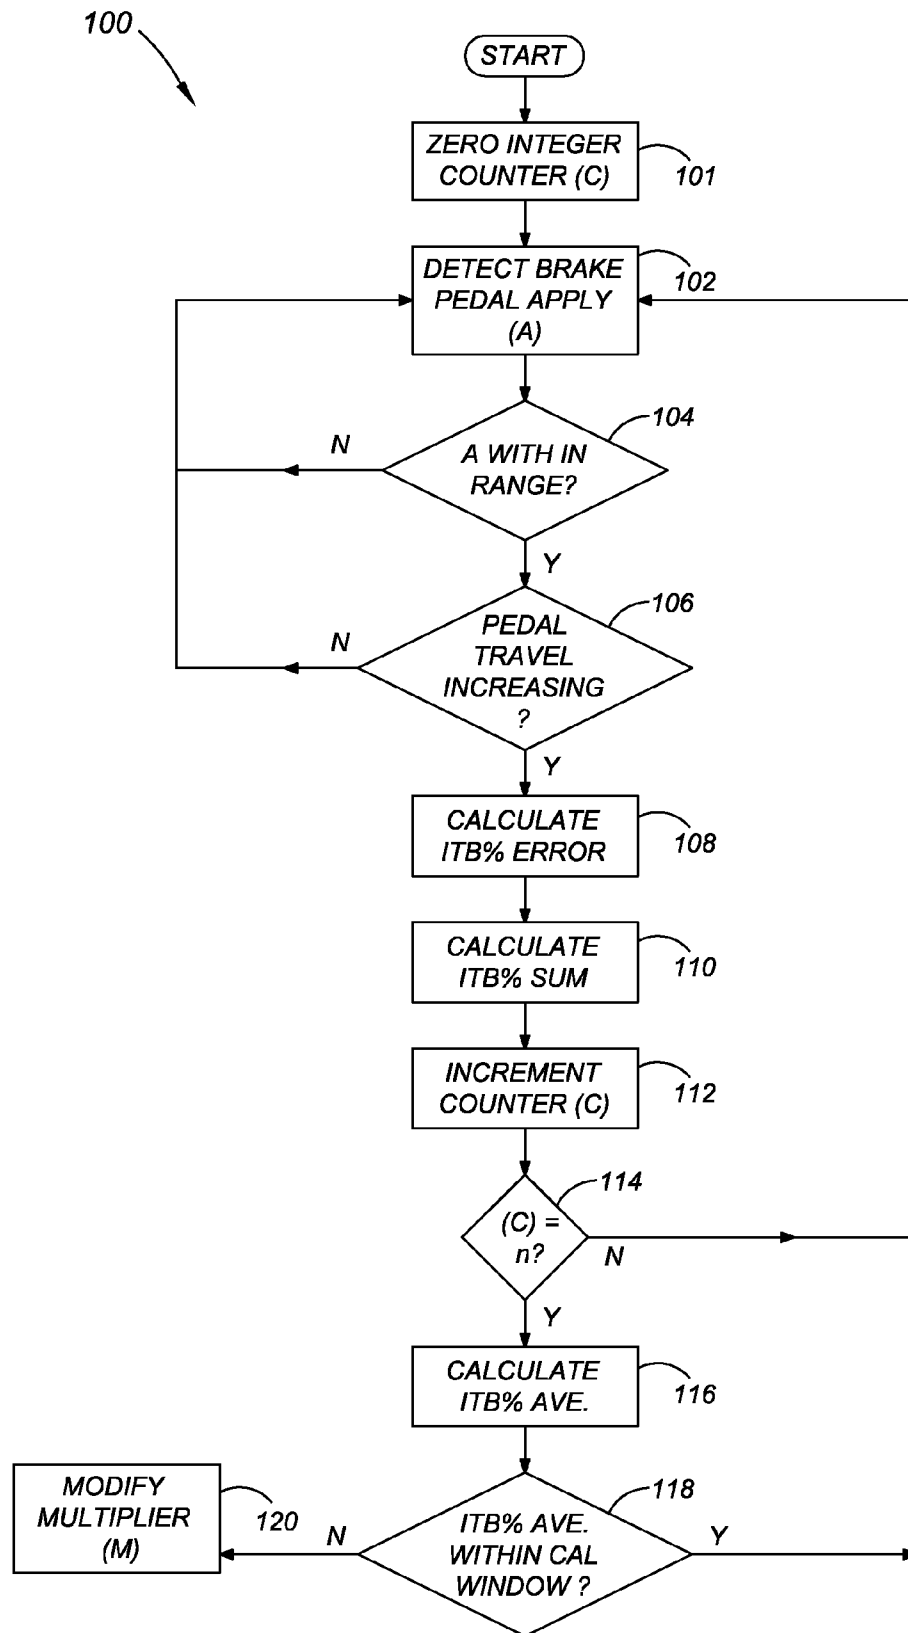 100
START
ZERO INTEGER
COUNTER (C)
101
DETECT BRAKE
PEDAL APPLY
(A)
102
104
A WITH IN
RANGE?
N
Y
106
PEDAL
TRAVEL
INCREASING
?
N
Y
CALCULATE
ITB% ERROR
108
CALCULATE
ITB% SUM
110
INCREMENT
COUNTER (C)
112
114
(C) =
n?
N
Y
CALCULATE
ITB% AVE.
116
118
ITB% AVE.
WITHIN CAL
WINDOW ?
N
Y
MODIFY
MULTIPLIER
(M)
120